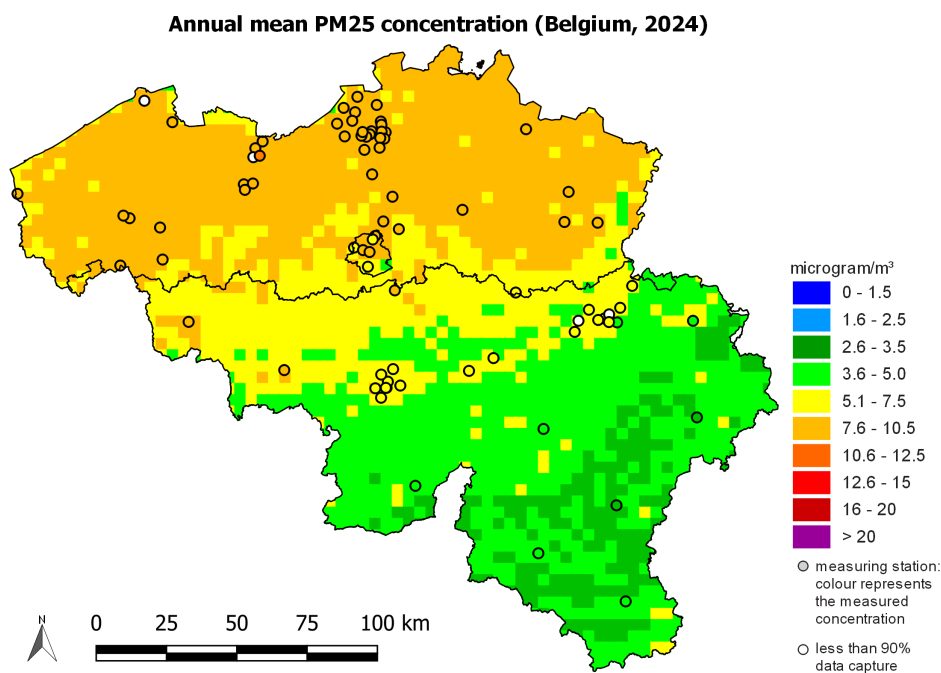 Annual mean PM25 concentration (Belgium, 2024)
microgram/m³
0 - 1.5
1.6 - 2.5
2.6 - 3.5
3.6 - 5.0
5.1 - 7.5
7.6 - 10.5
10.6 - 12.5
12.6 - 15
16 - 20
> 20
measuring station:
colour represents
the measured
concentration
less than 90%
data capture
N
0 25 50 75 100 km